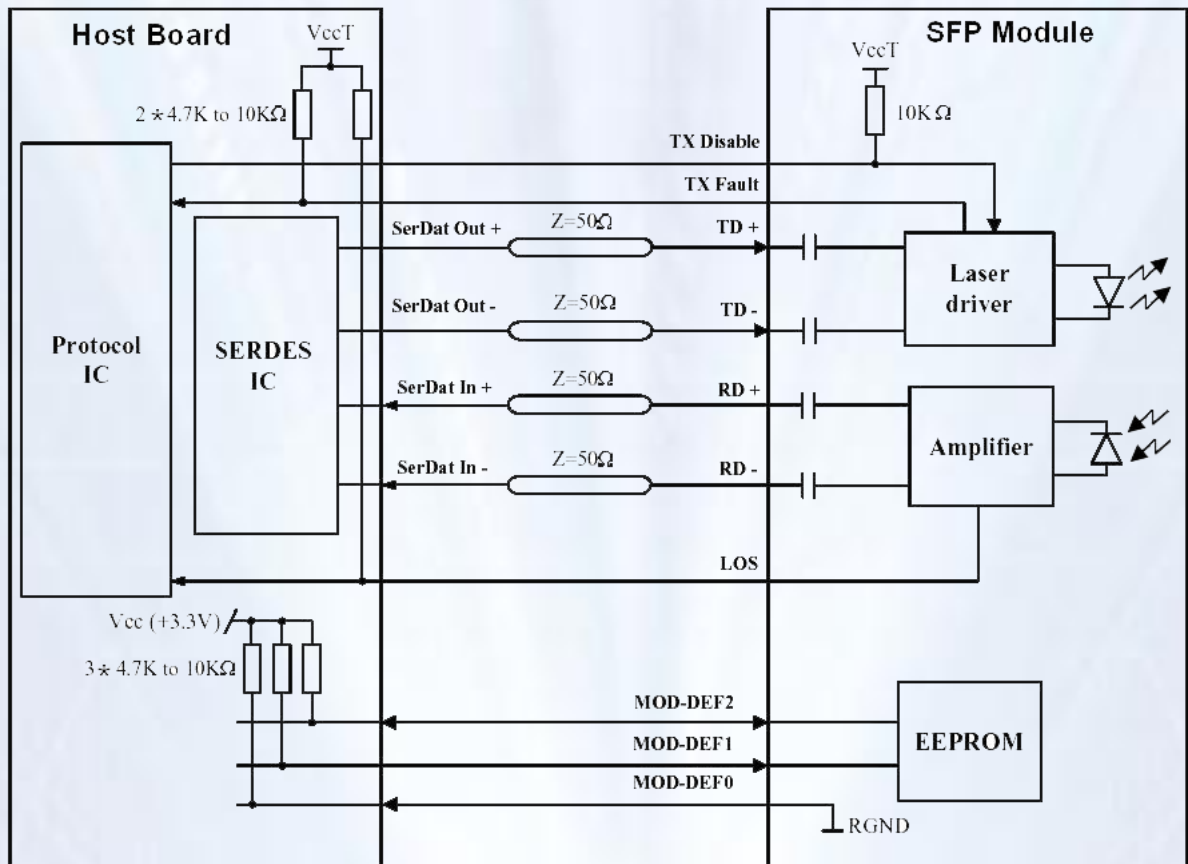 Host Board
SFP Module
VccT
VccT
2*4.7K to 10KΩ
10KΩ
TX Disable
TX Fault
SerDat Out +
Z=50Ω
TD +
Laser driver
SerDat Out -
Z=50Ω
TD -
Protocol IC
SERDES IC
SerDat In +
Z=50Ω
RD +
Amplifier
SerDat In -
Z=50Ω
RD -
LOS
Vcc (+3.3V)
3*4.7K to 10KΩ
MOD-DEF2
EEPROM
MOD-DEF1
MOD-DEF0
RGND